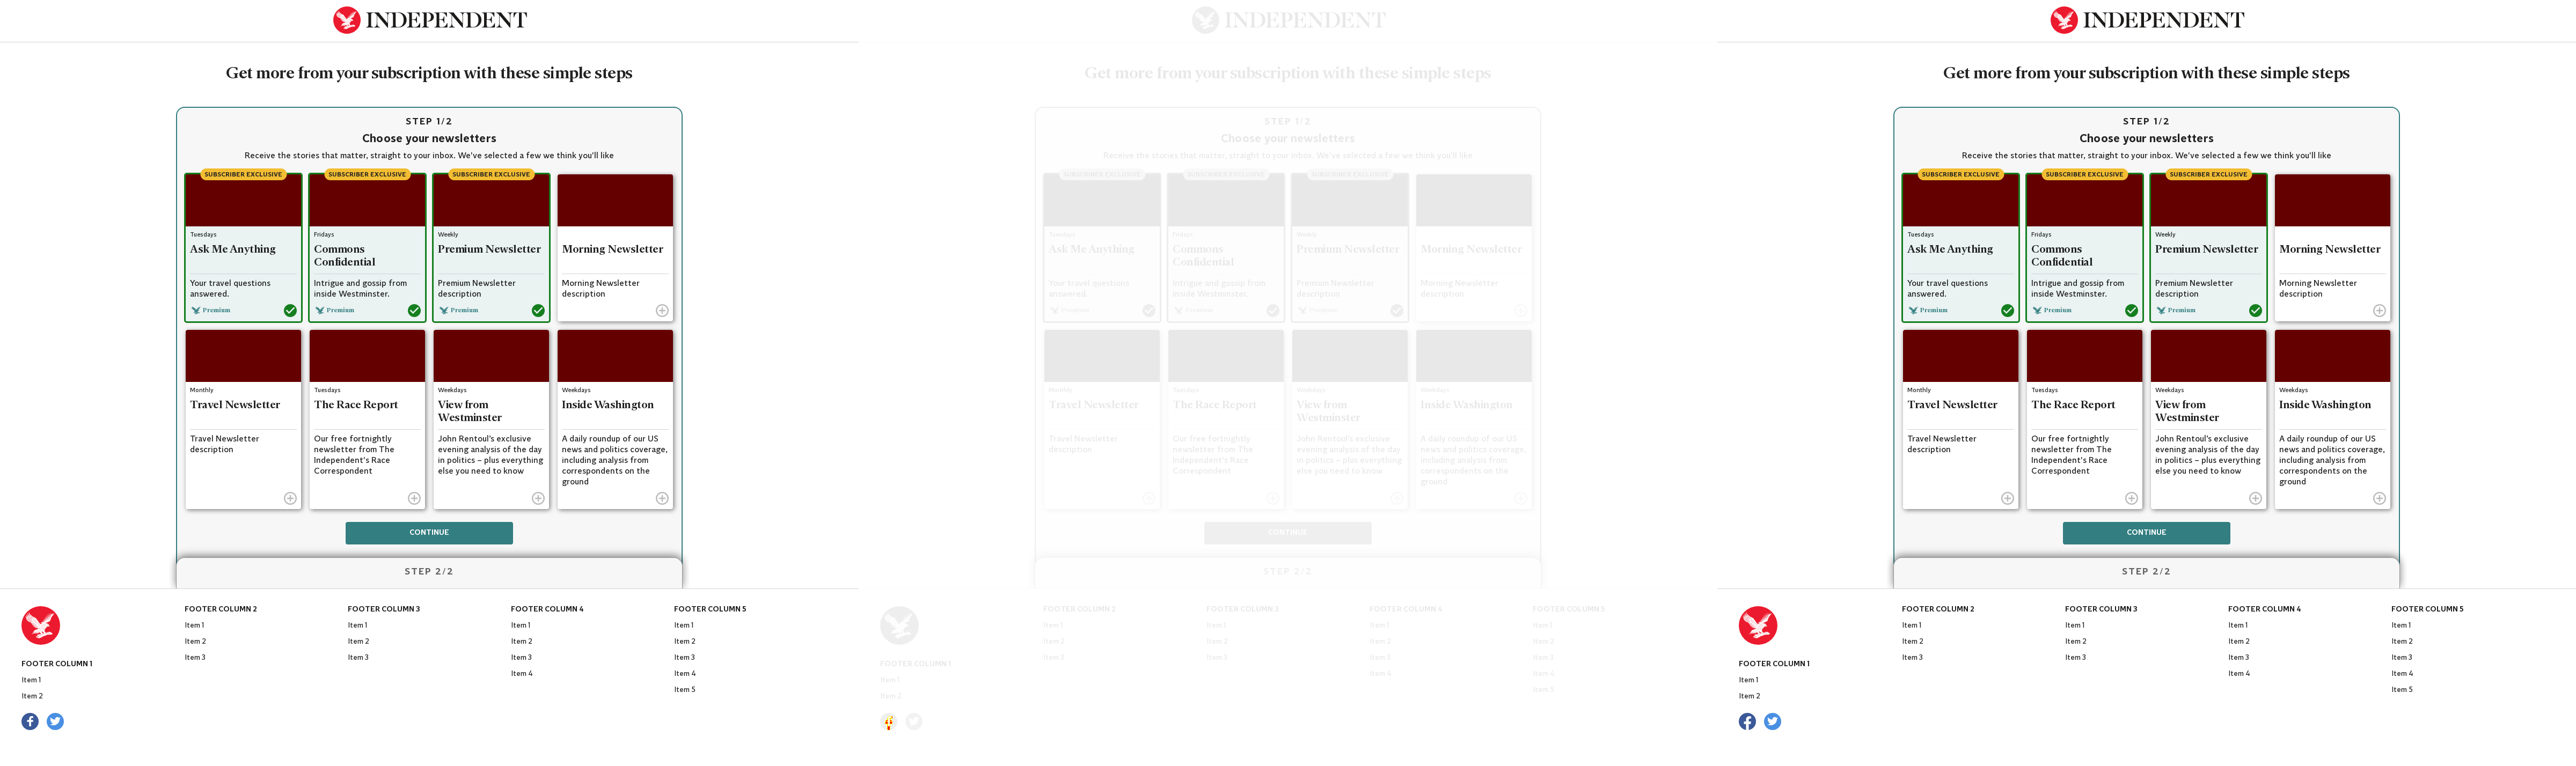 INDEPENDENT
Get more from your subscription with these simple steps
STEP 1/2
Choose your newsletters
Receive the stories that matter, straight to your inbox. We've selected a few we think you'll like
SUBSCRIBER EXCLUSIVE
Tuesdays
Ask Me Anything
Your travel questions
answered.
Premium
SUBSCRIBER EXCLUSIVE
Fridays
Commons
Confidential
Intrigue and gossip from
inside Westminster.
Premium
SUBSCRIBER EXCLUSIVE
Weekly
Premium Newsletter
Premium Newsletter
description
Premium
Morning Newsletter
Morning Newsletter
description
Monthly
Travel Newsletter
Travel Newsletter
description
Tuesdays
The Race Report
Our free fortnightly
newsletter from The
Independent's Race
Correspondent
Weekdays
View from
Westminster
John Rentoul's exclusive
evening analysis of the day
in politics – plus everything
else you need to know
Weekdays
Inside Washington
A daily roundup of our US
news and politics coverage,
including analysis from
correspondents on the
ground
CONTINUE
STEP 2/2
FOOTER COLUMN 1
Item 1
Item 2
FOOTER COLUMN 2
Item 1
Item 2
Item 3
FOOTER COLUMN 3
Item 1
Item 2
Item 3
FOOTER COLUMN 4
Item 1
Item 2
Item 3
Item 4
FOOTER COLUMN 5
Item 1
Item 2
Item 3
Item 4
Item 5
INDEPENDENT
Get more from your subscription with these simple steps
STEP 1/2
Choose your newsletters
Receive the stories that matter, straight to your inbox. We've selected a few we think you'll like
SUBSCRIBER EXCLUSIVE
Tuesdays
Ask Me Anything
Your travel questions
answered.
Premium
SUBSCRIBER EXCLUSIVE
Fridays
Commons
Confidential
Intrigue and gossip from
inside Westminster.
Premium
SUBSCRIBER EXCLUSIVE
Weekly
Premium Newsletter
Premium Newsletter
description
Premium
Morning Newsletter
Morning Newsletter
description
Monthly
Travel Newsletter
Travel Newsletter
description
Tuesdays
The Race Report
Our free fortnightly
newsletter from The
Independent's Race
Correspondent
Weekdays
View from
Westminster
John Rentoul's exclusive
evening analysis of the day
in politics – plus everything
else you need to know
Weekdays
Inside Washington
A daily roundup of our US
news and politics coverage,
including analysis from
correspondents on the
ground
CONTINUE
STEP 2/2
FOOTER COLUMN 1
Item 1
Item 2
FOOTER COLUMN 2
Item 1
Item 2
Item 3
FOOTER COLUMN 3
Item 1
Item 2
Item 3
FOOTER COLUMN 4
Item 1
Item 2
Item 3
Item 4
FOOTER COLUMN 5
Item 1
Item 2
Item 3
Item 4
Item 5
INDEPENDENT
Get more from your subscription with these simple steps
STEP 1/2
Choose your newsletters
Receive the stories that matter, straight to your inbox. We've selected a few we think you'll like
SUBSCRIBER EXCLUSIVE
Tuesdays
Ask Me Anything
Your travel questions
answered.
Premium
SUBSCRIBER EXCLUSIVE
Fridays
Commons
Confidential
Intrigue and gossip from
inside Westminster.
Premium
SUBSCRIBER EXCLUSIVE
Weekly
Premium Newsletter
Premium Newsletter
description
Premium
Morning Newsletter
Morning Newsletter
description
Monthly
Travel Newsletter
Travel Newsletter
description
Tuesdays
The Race Report
Our free fortnightly
newsletter from The
Independent's Race
Correspondent
Weekdays
View from
Westminster
John Rentoul's exclusive
evening analysis of the day
in politics – plus everything
else you need to know
Weekdays
Inside Washington
A daily roundup of our US
news and politics coverage,
including analysis from
correspondents on the
ground
CONTINUE
STEP 2/2
FOOTER COLUMN 1
Item 1
Item 2
FOOTER COLUMN 2
Item 1
Item 2
Item 3
FOOTER COLUMN 3
Item 1
Item 2
Item 3
FOOTER COLUMN 4
Item 1
Item 2
Item 3
Item 4
FOOTER COLUMN 5
Item 1
Item 2
Item 3
Item 4
Item 5